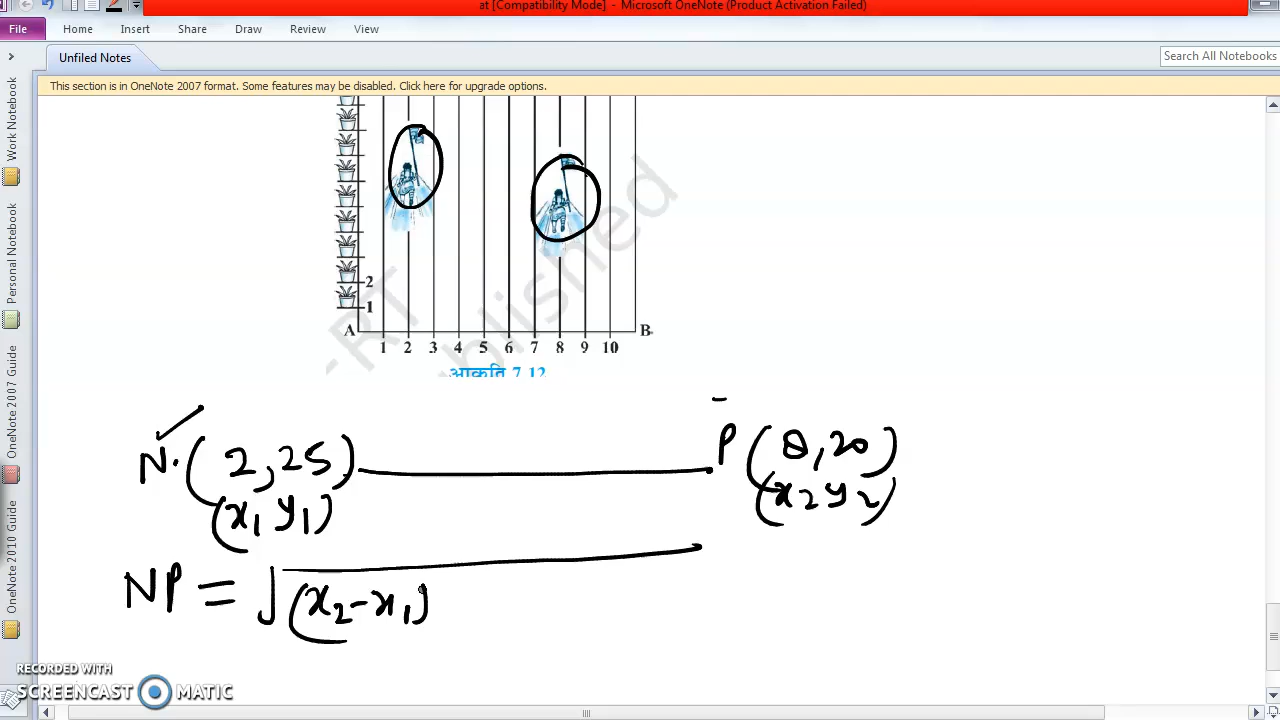 at [Compatibility Mode] - Microsoft OneNote (Product Activation Failed)
File Home Insert Share Draw Review View
Unfiled Notes
Search All Notebooks
This section is in OneNote 2007 format. Some features may be disabled. Click here for upgrade options.
Work Notebook
Personal Notebook
OneNote 2007 Guide
OneNote 2010 Guide
2
1
A B
1 2 3 4 5 6 7 8 9 10
आकृति 7.12
N. (2, 25) P (8, 20)
(x1 y1) (x2 y2)
NP = √(x2-x1)
RECORDED WITH
SCREENCAST MATIC